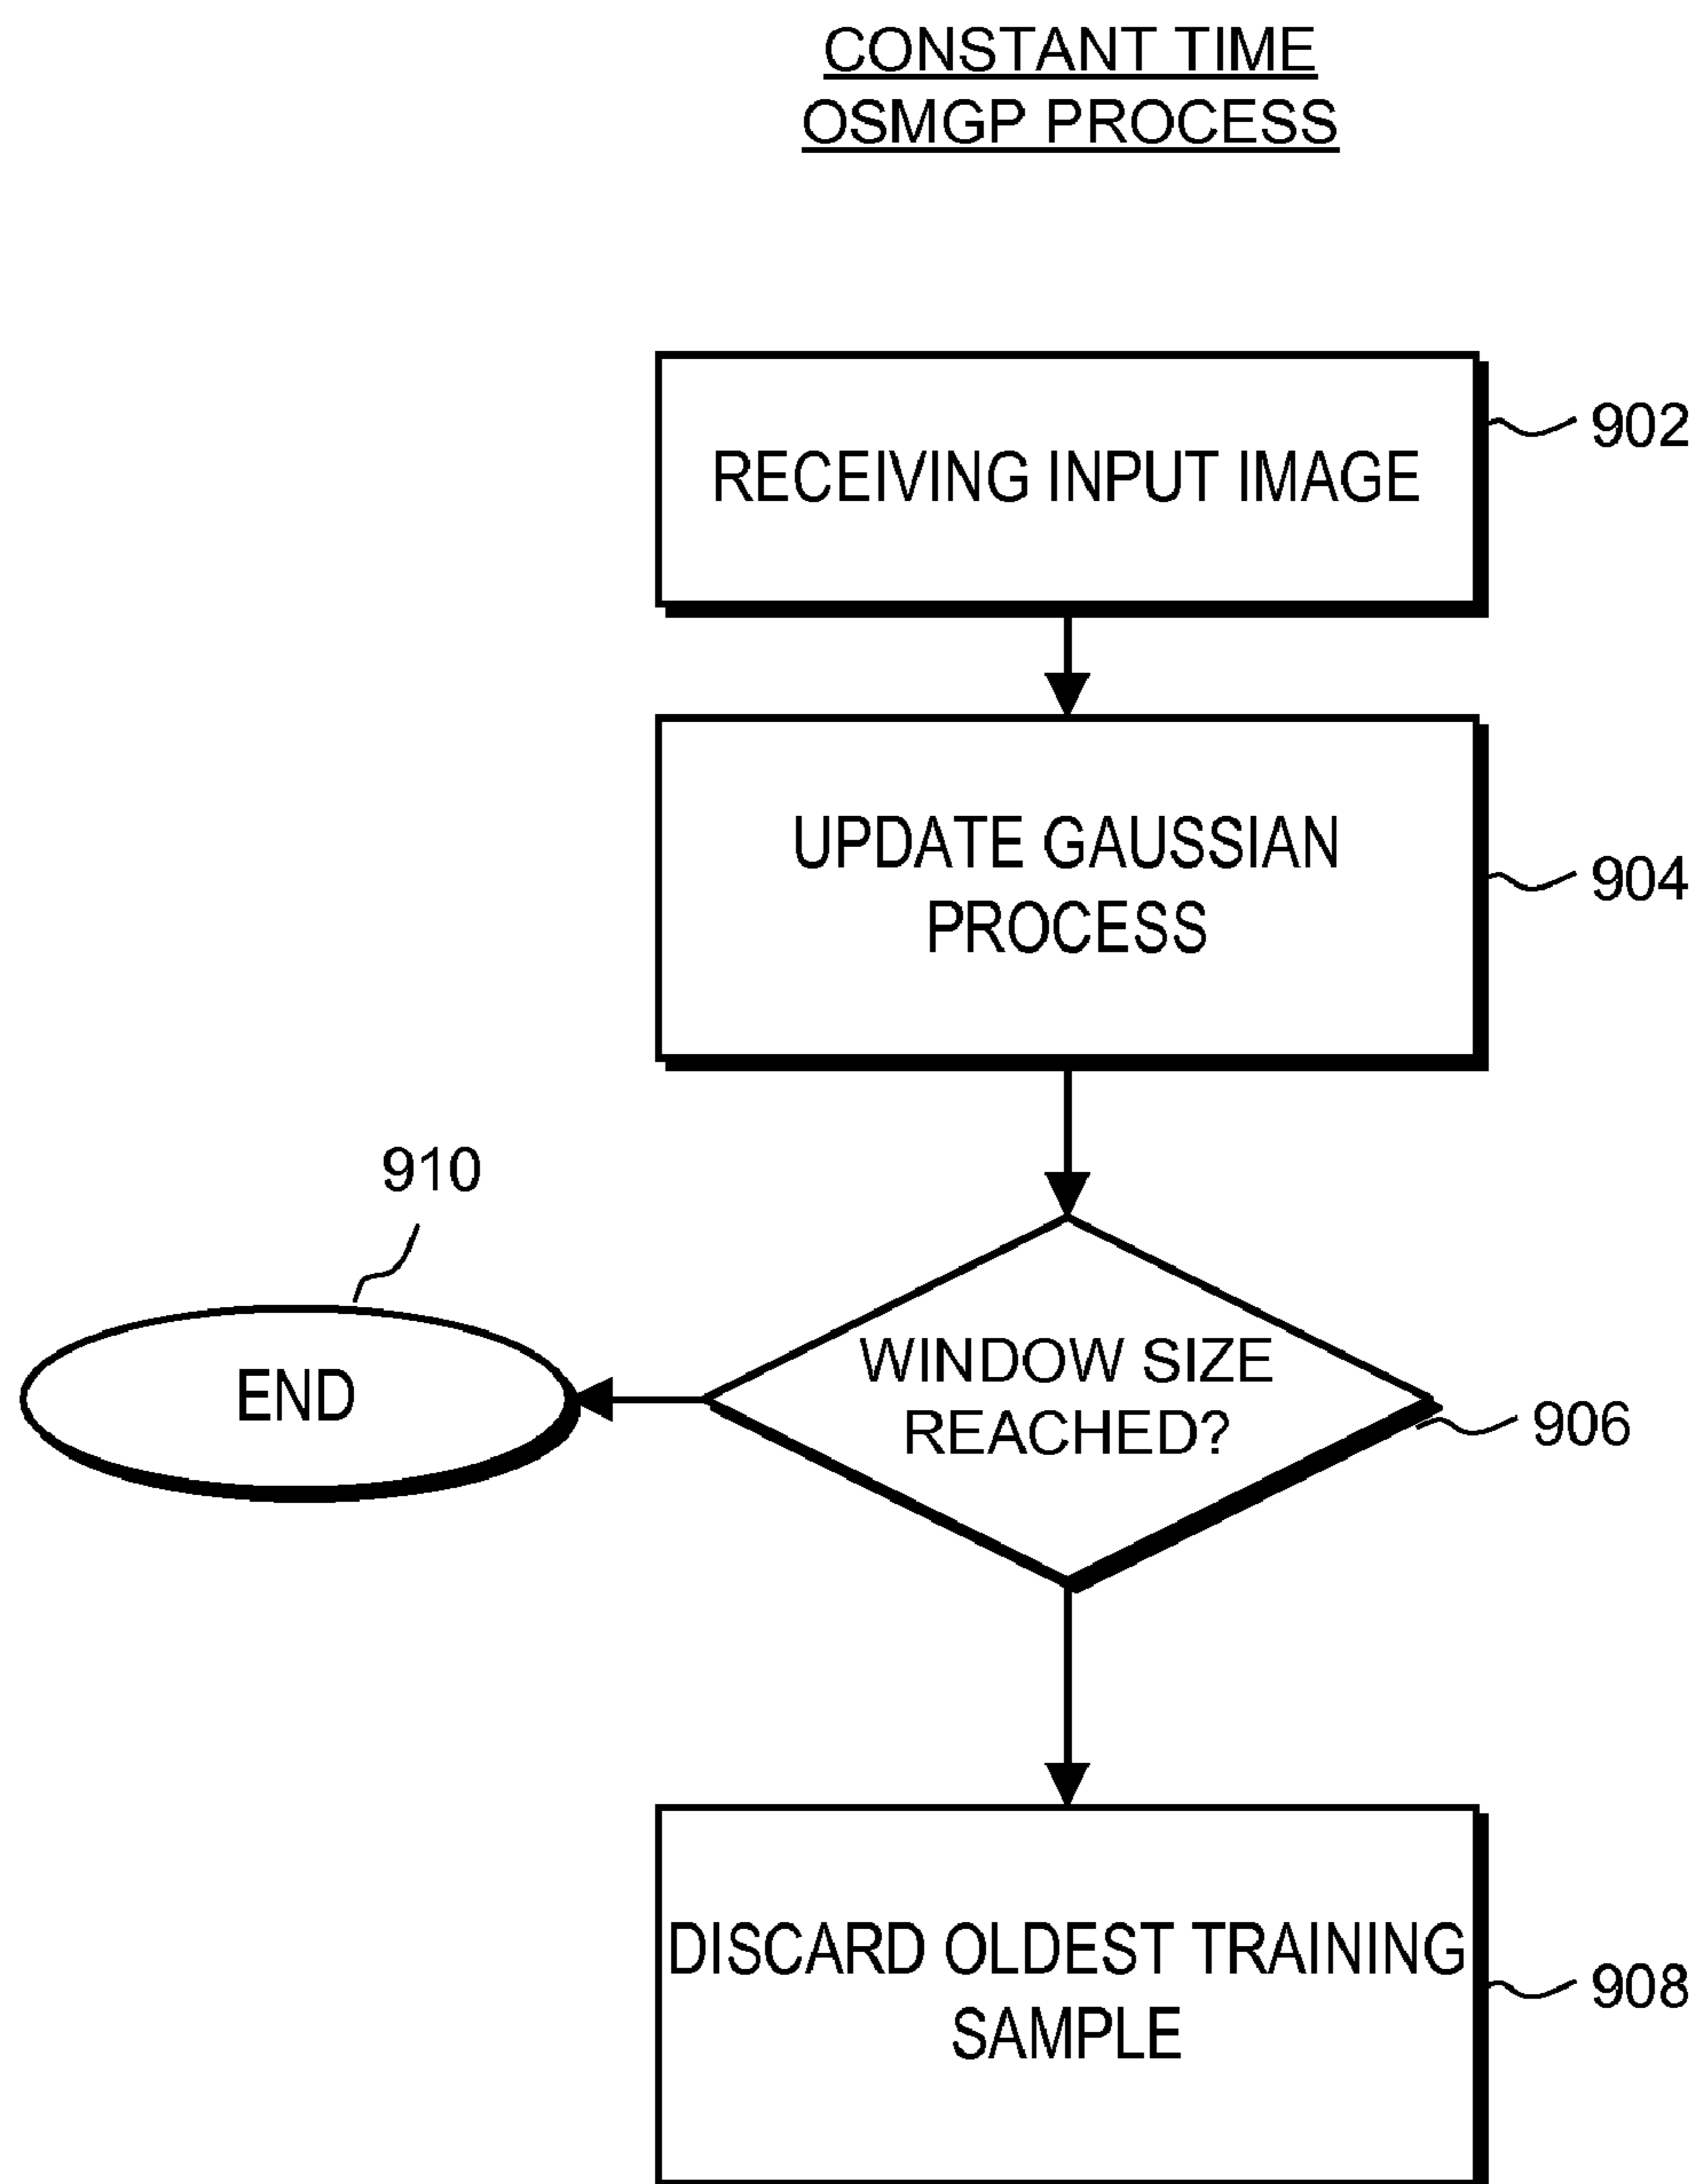 CONSTANT TIME
OSMGP PROCESS
RECEIVING INPUT IMAGE
902
UPDATE GAUSSIAN
PROCESS
904
910
END
WINDOW SIZE
REACHED?
906
DISCARD OLDEST TRAINING
SAMPLE
908